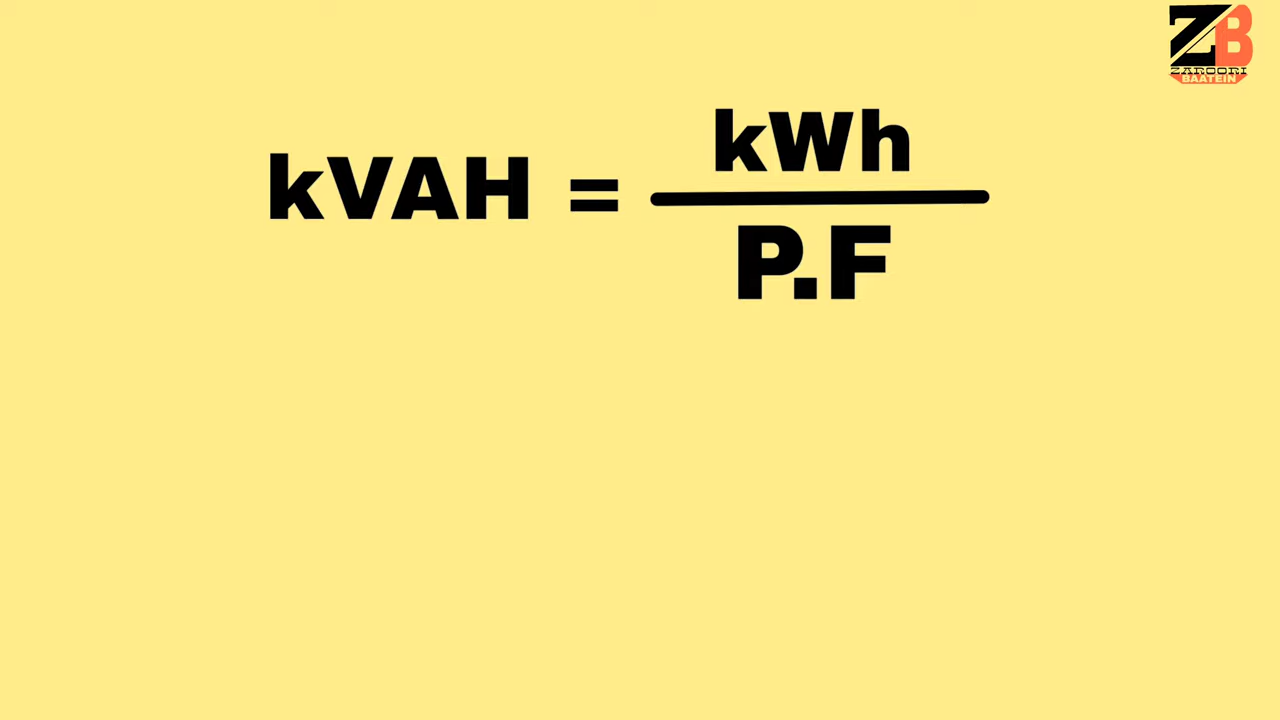 ZB
ZAROORI
BAATEIN
kWh
kVAH =
P.F